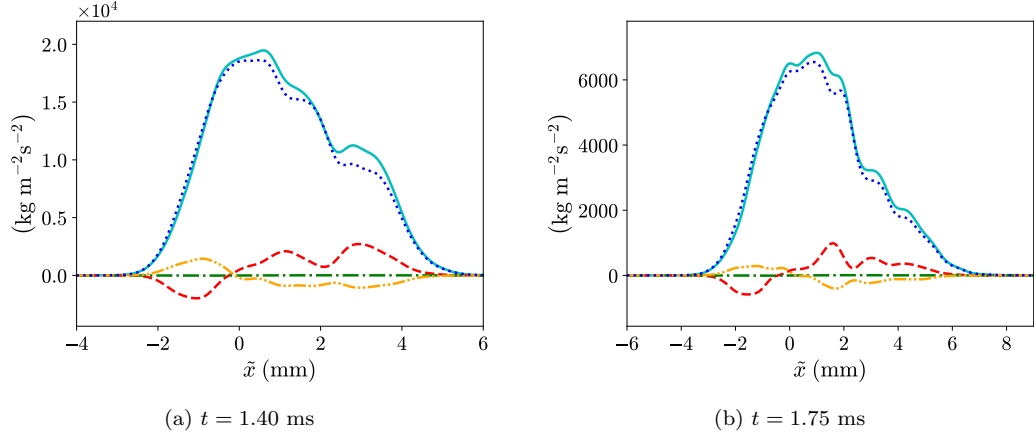 ×10⁴
2.0
1.5
1.0
0.5
0.0
(kg m⁻²s⁻²)
−4 −2 0 2 4 6
x̃ (mm)
(a) t = 1.40 ms
6000
4000
2000
0
(kg m⁻²s⁻²)
−6 −4 −2 0 2 4 6 8
x̃ (mm)
(b) t = 1.75 ms